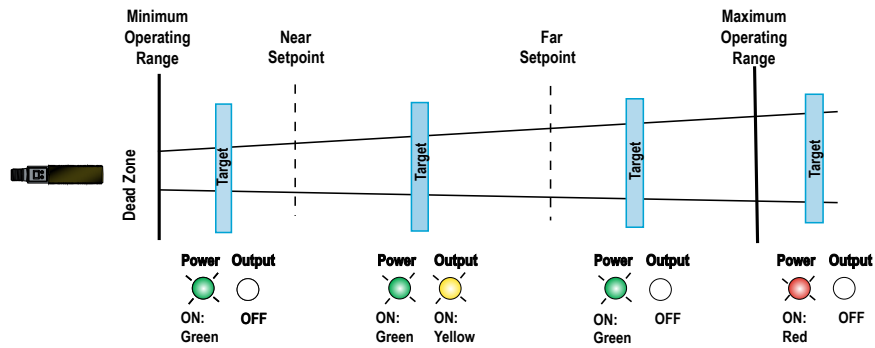 Minimum
Operating
Range
Near
Setpoint
Far
Setpoint
Maximum
Operating
Range
Dead Zone
Target
Target
Target
Target
Power Output
ON:
Green
OFF
Power Output
ON:
Green
ON:
Yellow
Power Output
ON:
Green
OFF
Power Output
ON:
Red
OFF